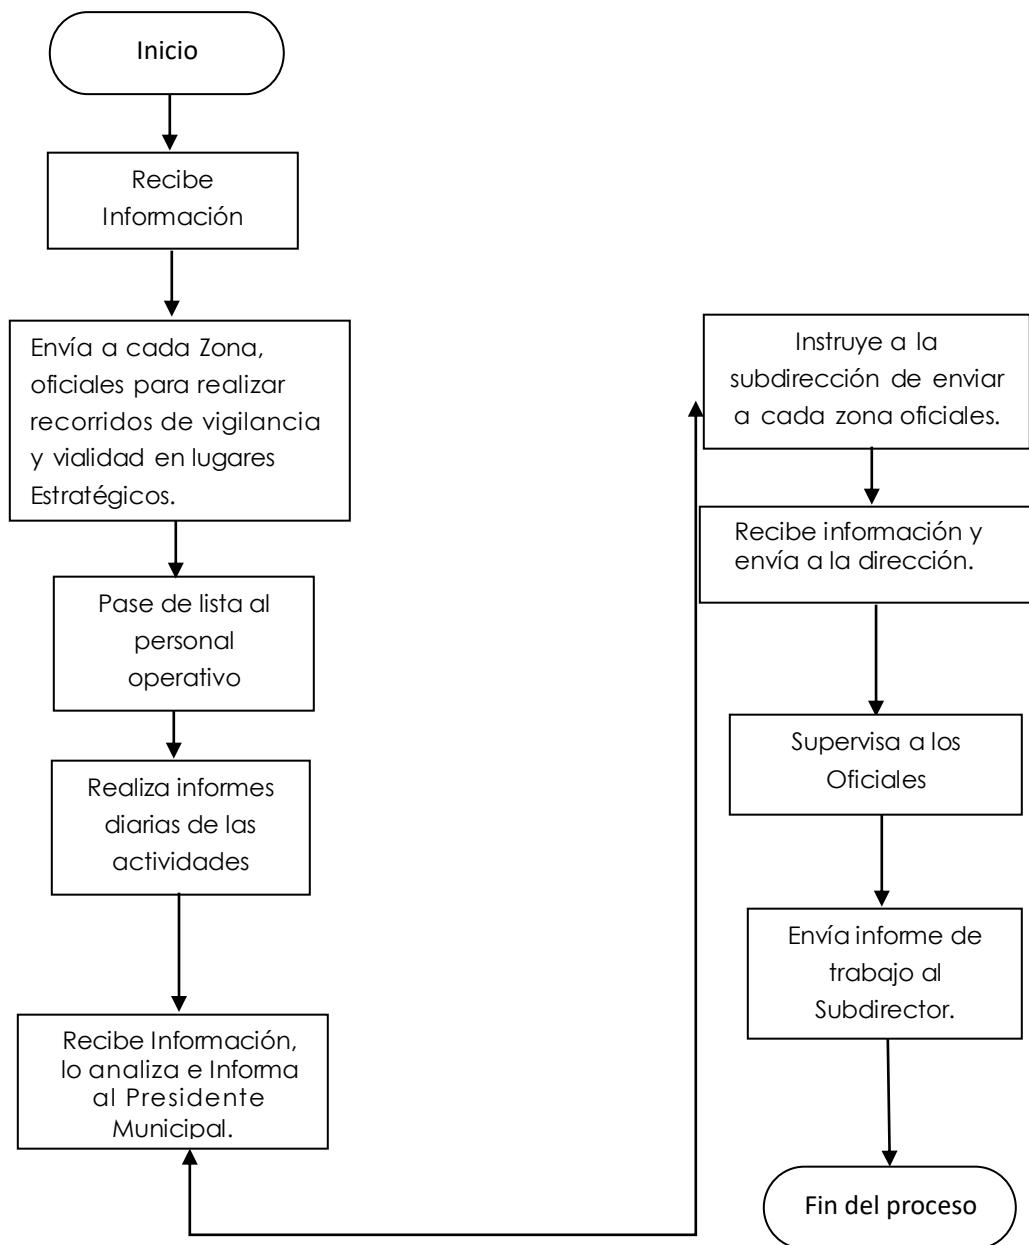 Inicio
Recibe
Información
Envía a cada Zona,
oficiales para realizar
recorridos de vigilancia
y vialidad en lugares
Estratégicos.
Pase de lista al
personal
operativo
Realiza informes
diarias de las
actividades
Recibe Información,
lo analiza e Informa
al Presidente
Municipal.
Instruye a la
subdirección de enviar
a cada zona oficiales.
Recibe información y
envía a la dirección.
Supervisa a los
Oficiales
Envía informe de
trabajo al
Subdirector.
Fin del proceso